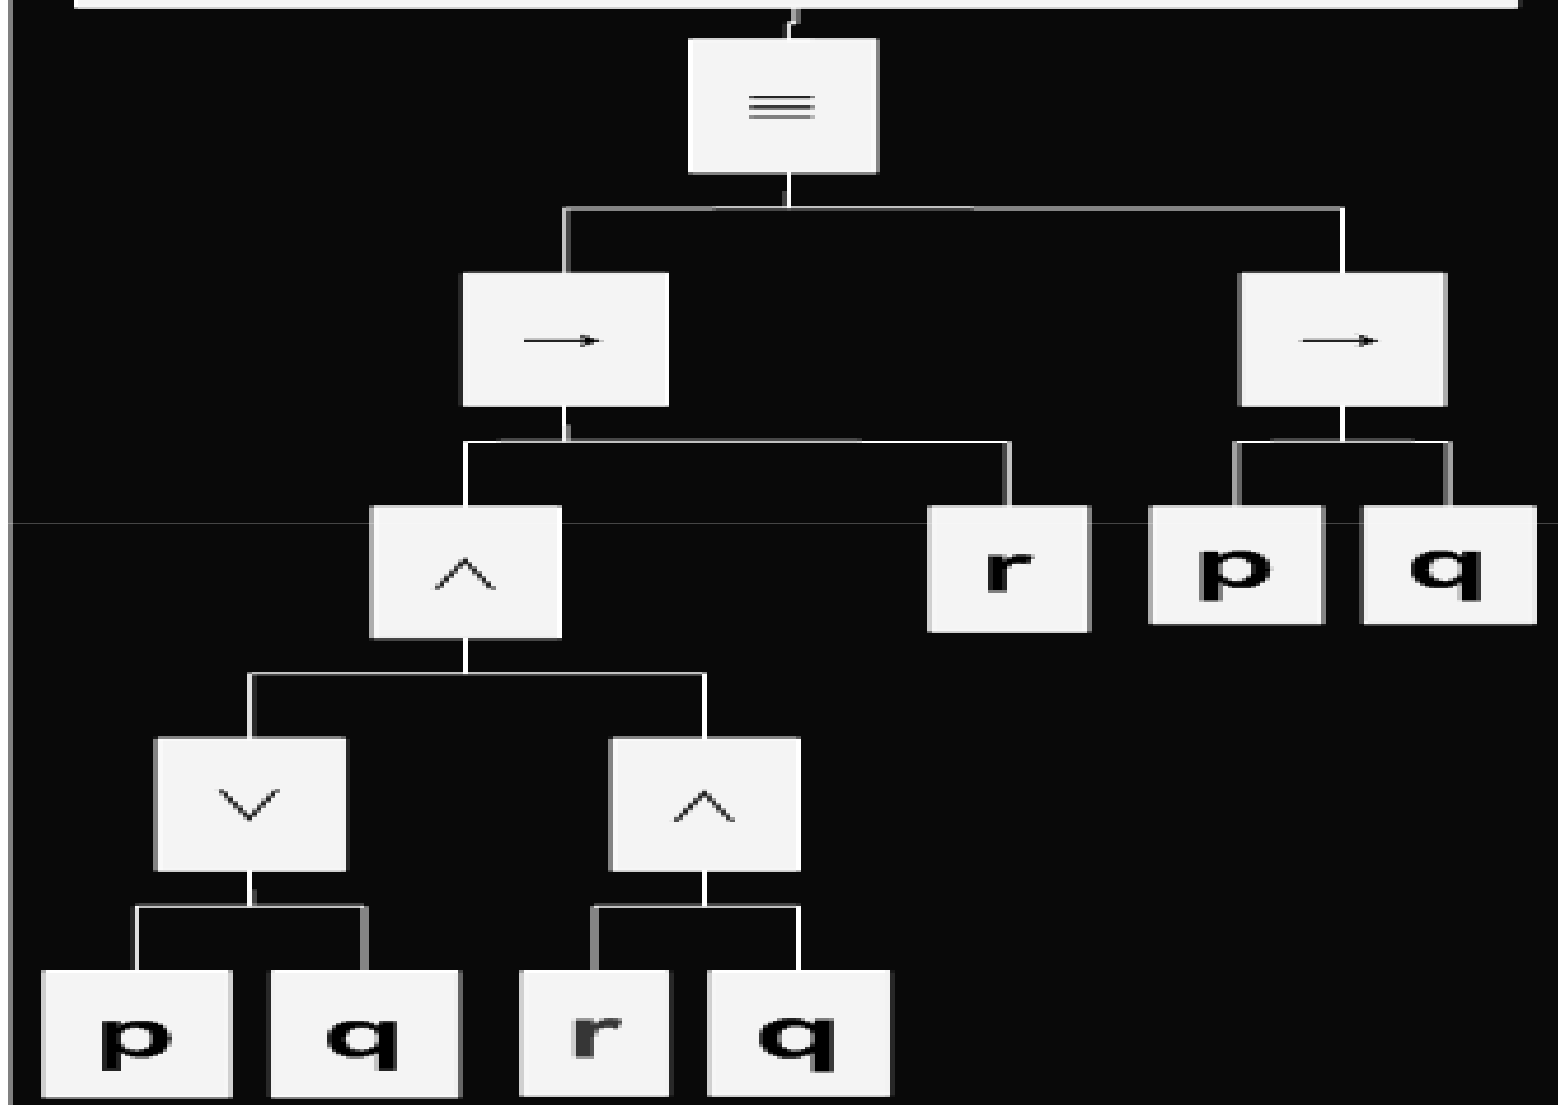 ≡
→ →
∧ r p q
∨ ∧
p q r q